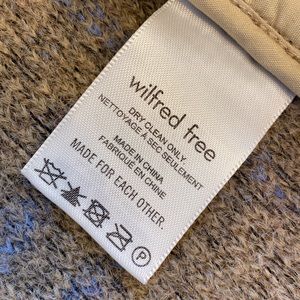 wilfred free
DRY CLEAN ONLY.
NETTOYAGE À SEC SEULEMENT
MADE IN CHINA
FABRIQUÉ EN CHINE
MADE FOR EACH OTHER.
P